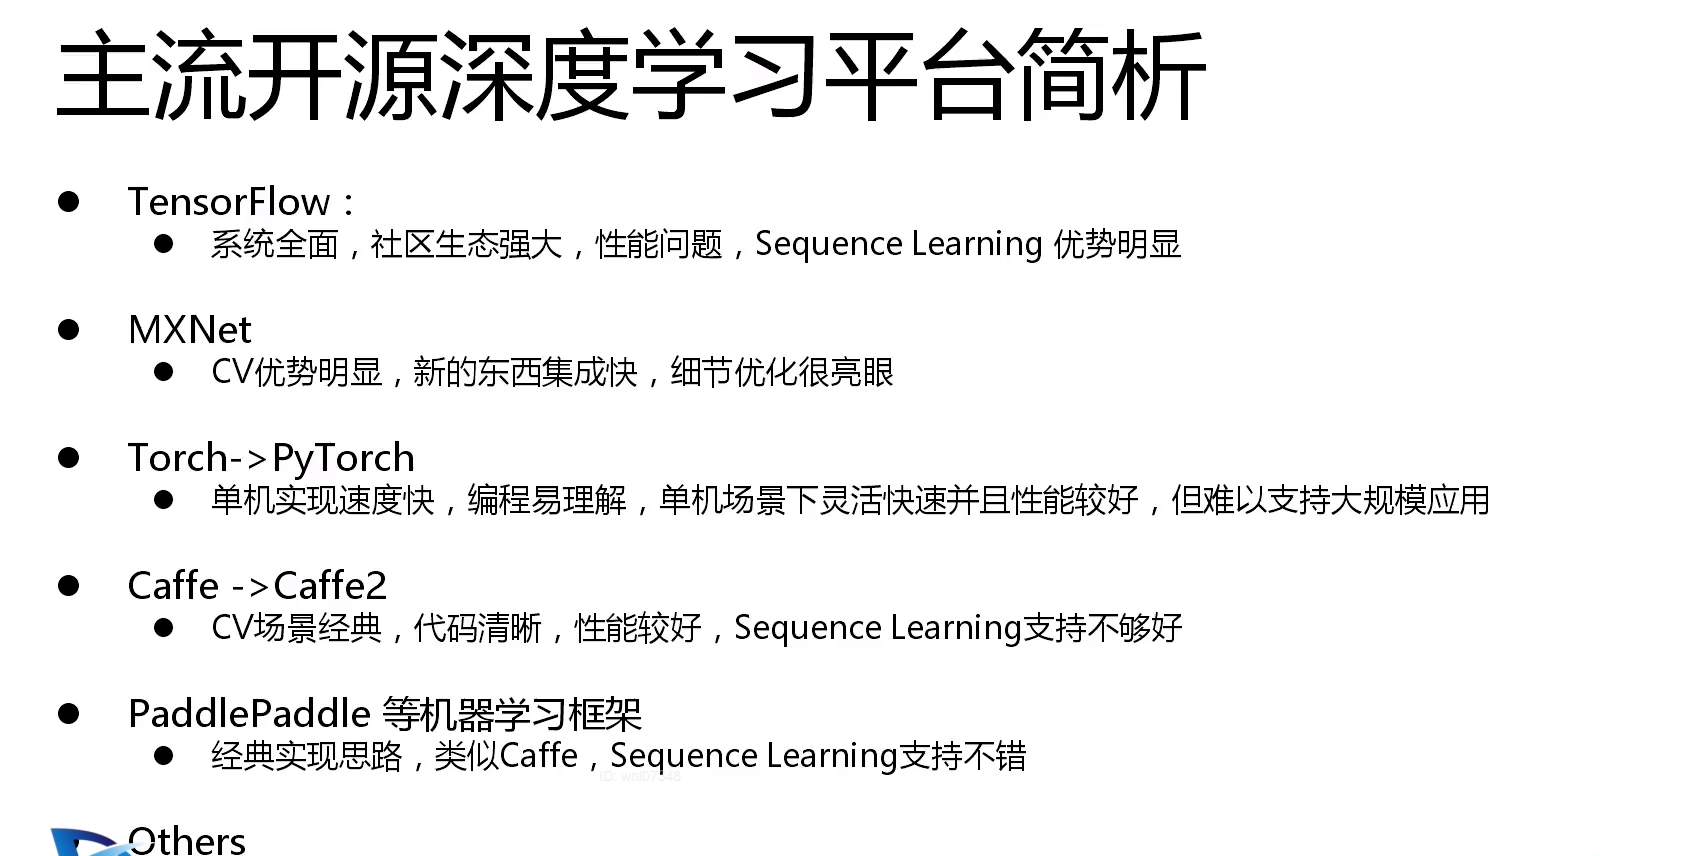 主流开源深度学习平台简析
TensorFlow：
系统全面，社区生态强大，性能问题，Sequence Learning 优势明显
MXNet
CV优势明显，新的东西集成快，细节优化很亮眼
Torch->PyTorch
单机实现速度快，编程易理解，单机场景下灵活快速并且性能较好，但难以支持大规模应用
Caffe ->Caffe2
CV场景经典，代码清晰，性能较好，Sequence Learning支持不够好
PaddlePaddle 等机器学习框架
经典实现思路，类似Caffe，Sequence Learning支持不错
Others